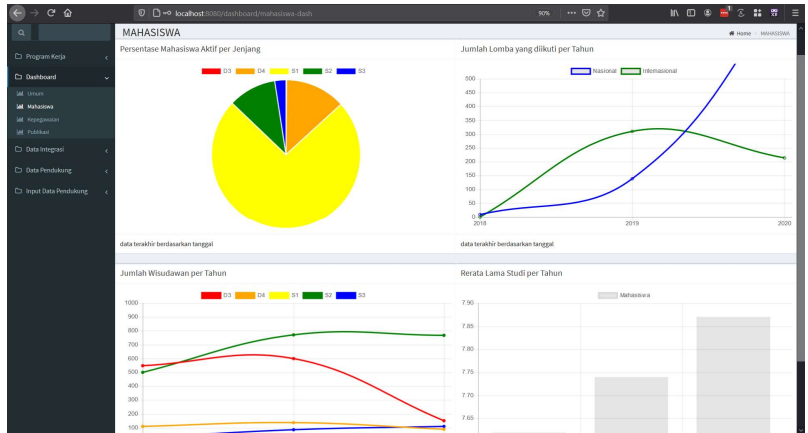 localhost:8080/dashboard/mahasiswa-dash
90%
MAHASISWA
Home
MAHASISWA
Program Kerja
Dashboard
Umum
Mahasiswa
Kepegawaian
Publikasi
Data Integrasi
Data Pendukung
Input Data Pendukung
Persentase Mahasiswa Aktif per Jenjang
D3 D4 S1 S2 S3
data terakhir berdasarkan tanggal
Jumlah Lomba yang diikuti per Tahun
Nasional Internasional
500
450
400
350
300
250
200
150
100
50
0
2018 2019 2020
data terakhir berdasarkan tanggal
Jumlah Wisudawan per Tahun
D3 D4 S1 S2 S3
1000
900
800
700
600
500
400
300
200
100
Rerata Lama Studi per Tahun
Mahasiswa
7.90
7.85
7.80
7.75
7.70
7.65